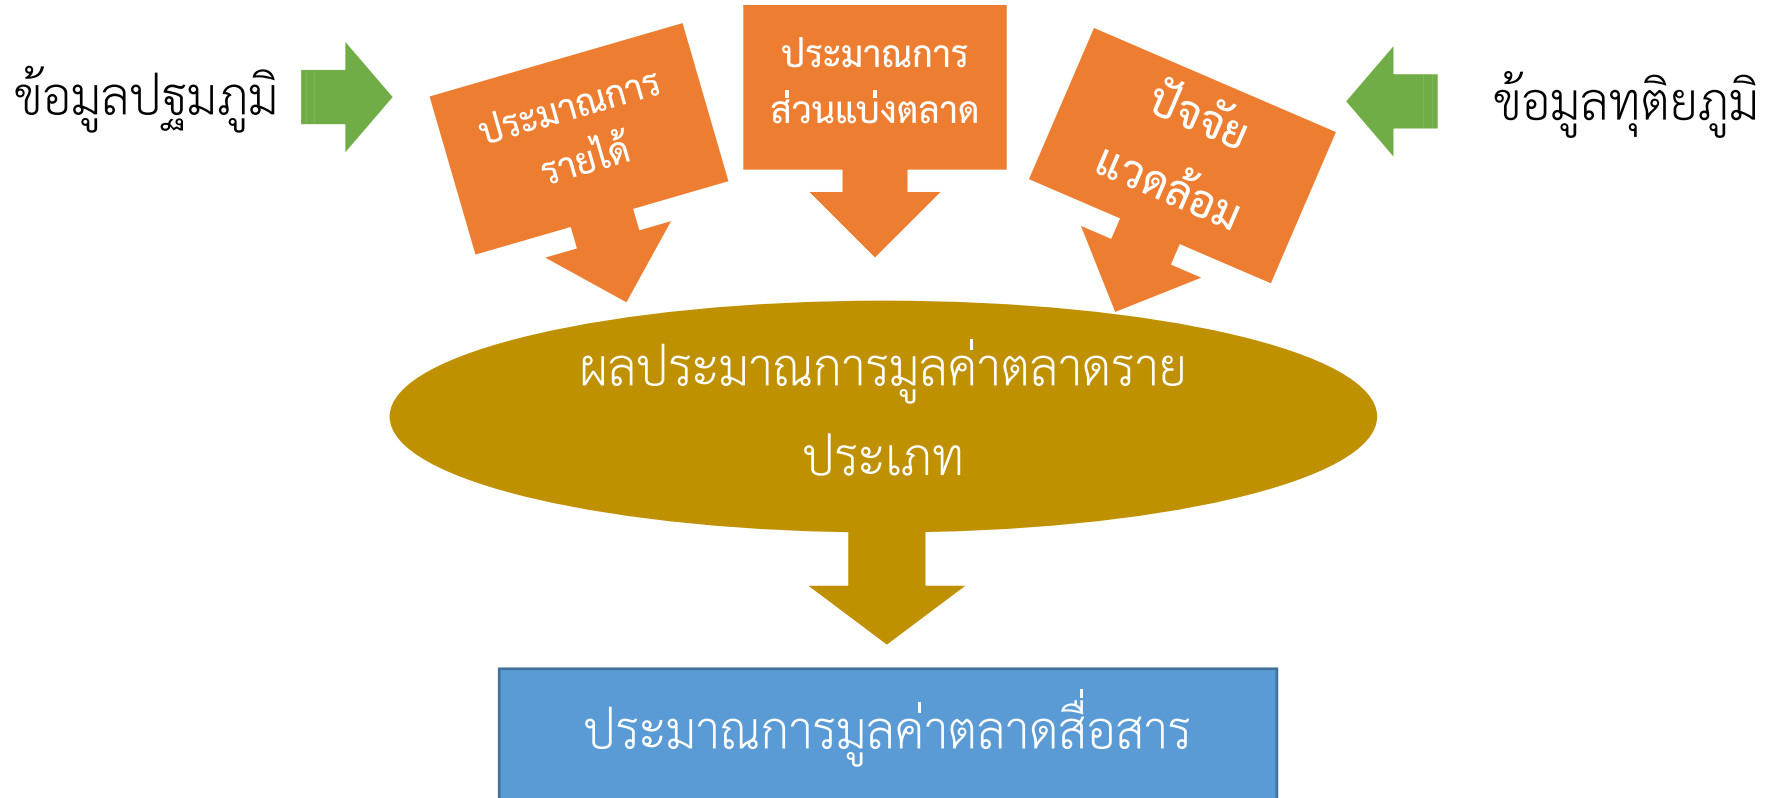 ข้อมูลปฐมภูมิ
ประมาณการ
รายได้
ประมาณการ
ส่วนแบ่งตลาด
ปัจจัย
แวดล้อม
ข้อมูลทุติยภูมิ
ผลประมาณการมูลค่าตลาดราย
ประเภท
ประมาณการมูลค่าตลาดสื่อสาร